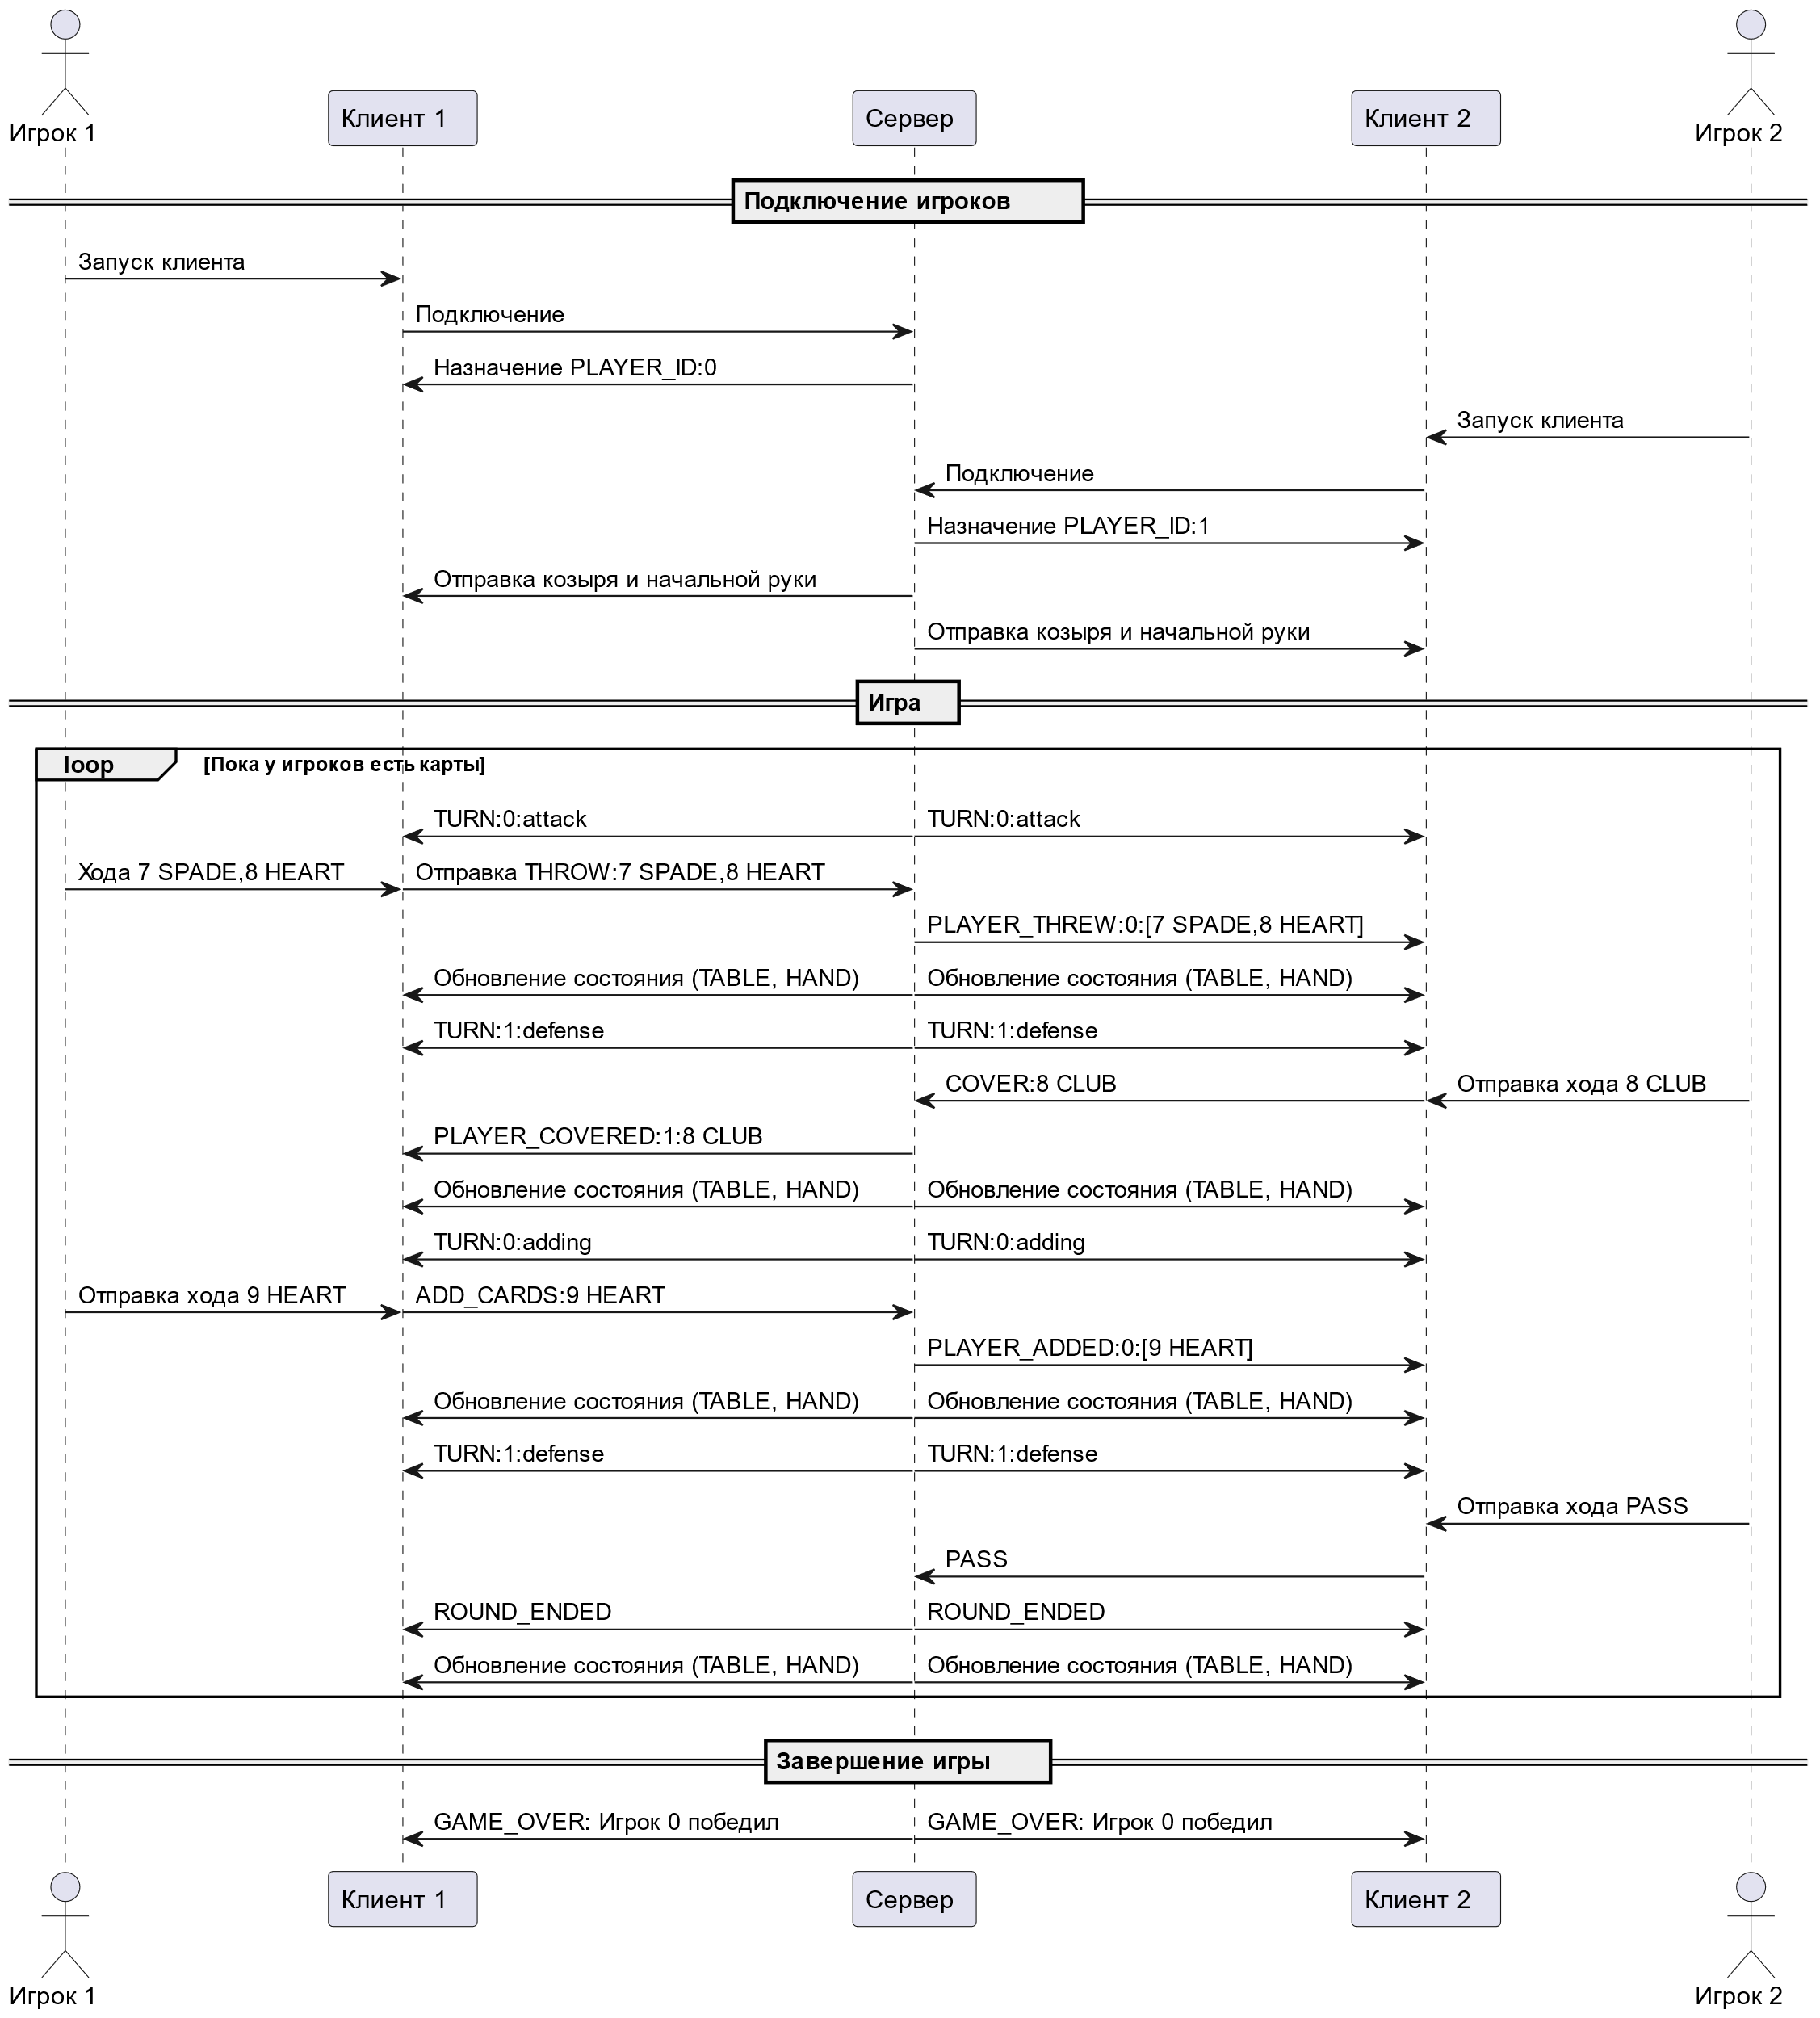 Игрок 1
Клиент 1
Сервер
Клиент 2
Игрок 2
Подключение игроков
Запуск клиента
Подключение
Назначение PLAYER_ID:0
Запуск клиента
Подключение
Назначение PLAYER_ID:1
Отправка козыря и начальной руки
Отправка козыря и начальной руки
Игра
loop [Пока у игроков есть карты]
TURN:0:attack TURN:0:attack
Хода 7 SPADE,8 HEART Отправка THROW:7 SPADE,8 HEART
PLAYER_THREW:0:[7 SPADE,8 HEART]
Обновление состояния (TABLE, HAND) Обновление состояния (TABLE, HAND)
TURN:1:defense TURN:1:defense
COVER:8 CLUB Отправка хода 8 CLUB
PLAYER_COVERED:1:8 CLUB
Обновление состояния (TABLE, HAND) Обновление состояния (TABLE, HAND)
TURN:0:adding TURN:0:adding
Отправка хода 9 HEART ADD_CARDS:9 HEART
PLAYER_ADDED:0:[9 HEART]
Обновление состояния (TABLE, HAND) Обновление состояния (TABLE, HAND)
TURN:1:defense TURN:1:defense
Отправка хода PASS
PASS
ROUND_ENDED ROUND_ENDED
Обновление состояния (TABLE, HAND) Обновление состояния (TABLE, HAND)
Завершение игры
GAME_OVER: Игрок 0 победил GAME_OVER: Игрок 0 победил
Клиент 1
Сервер
Клиент 2
Игрок 1
Игрок 2